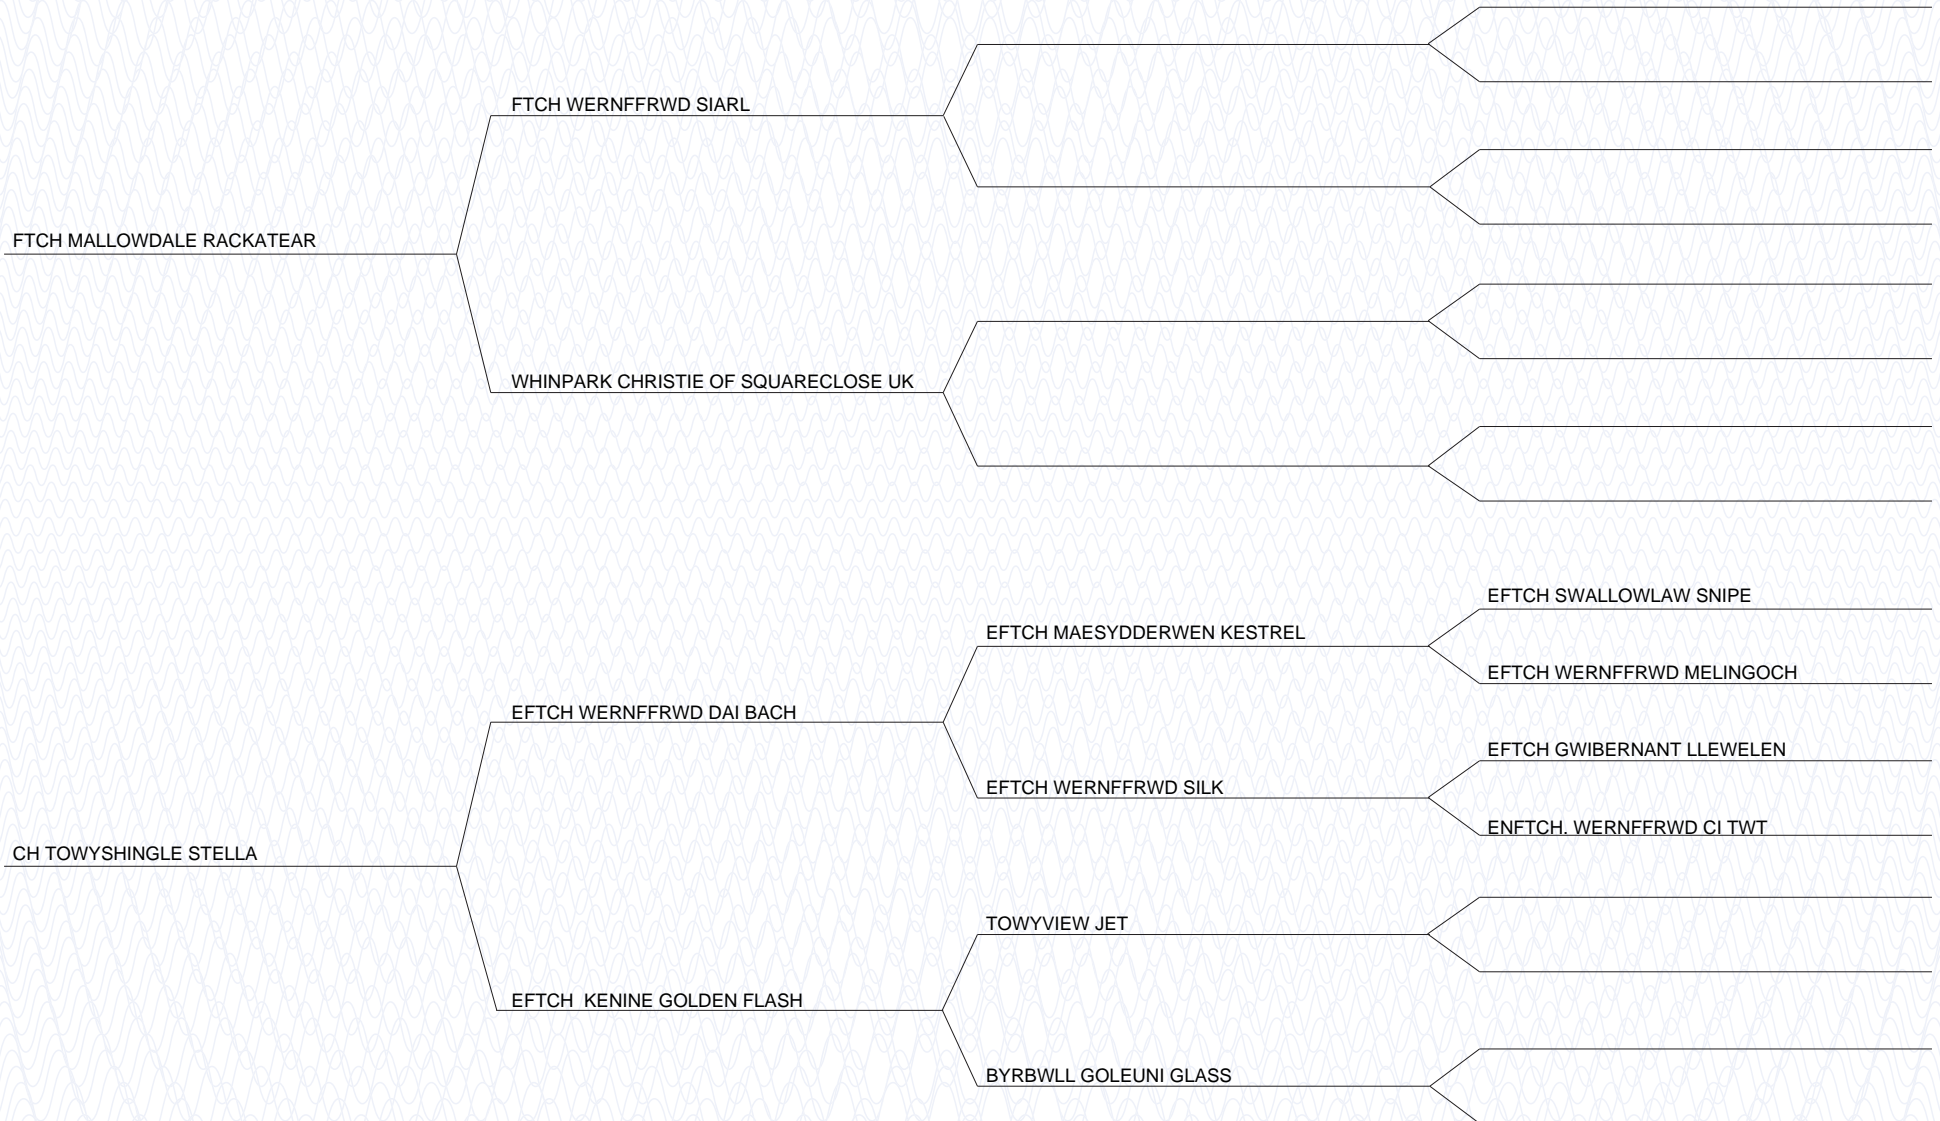 FTCH WERNFFRWD SIARL
FTCH MALLOWDALE RACKATEAR
WHINPARK CHRISTIE OF SQUARECLOSE UK
EFTCH SWALLOWLAW SNIPE
EFTCH MAESYDDERWEN KESTREL
EFTCH WERNFFRWD MELINGOCH
EFTCH WERNFFRWD DAI BACH
EFTCH GWIBERNANT LLEWELEN
EFTCH WERNFFRWD SILK
ENFTCH. WERNFFRWD CI TWT
CH TOWYSHINGLE STELLA
TOWYVIEW JET
EFTCH  KENINE GOLDEN FLASH
BYRBWLL GOLEUNI GLASS